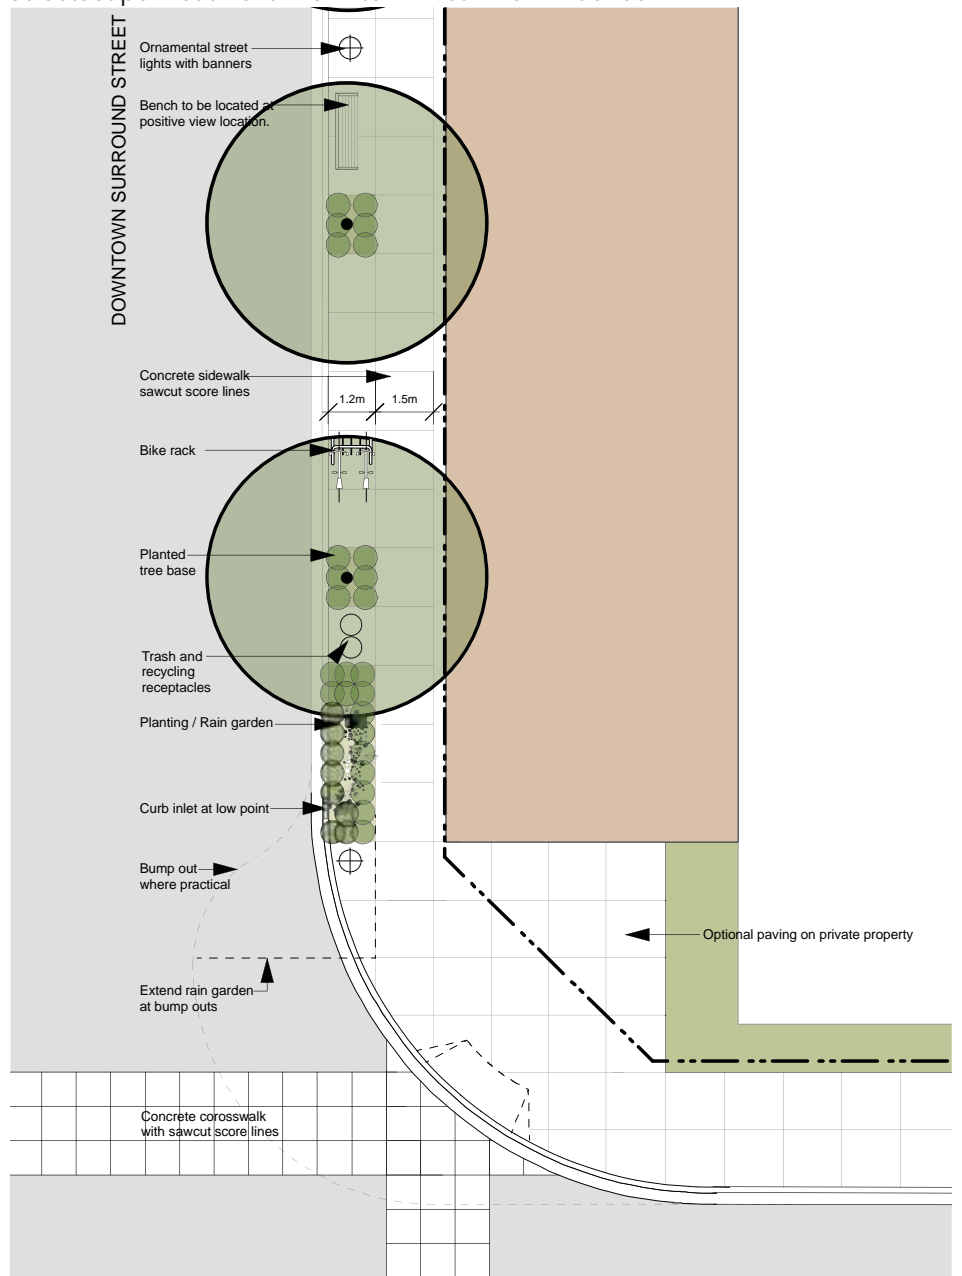 DOWNTOWN SURROUND STREET
Ornamental street
lights with banners
Bench to be located at
positive view location.
Concrete sidewalk
sawcut score lines
1.2m
1.5m
Bike rack
Planted
tree base
Trash and
recycling
receptacles
Planting / Rain garden
Curb inlet at low point
Bump out
where practical
Optional paving on private property
Extend rain garden
at bump outs
Concrete corosswalk
with sawcut score lines